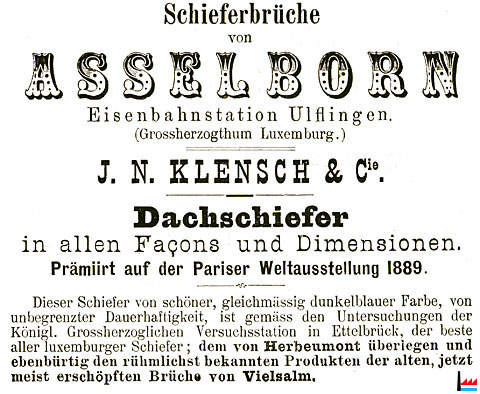 Schieferbrüche
von
ASSELBORN
Eisenbahnstation Ulflingen.
(Grossherzogthum Luxemburg.)
J. N. KLENSCH & Cie.
Dachschiefer
in allen Façons und Dimensionen.
Prämiirt auf der Pariser Weltausstellung 1889.
Dieser Schiefer von schöner, gleichmässig dunkelblauer Farbe, von
unbegrenzter Dauerhaftigkeit, ist gemäss den Untersuchungen der
Königl. Grossherzoglichen Versuchsstation in Ettelbrück, der beste
aller luxemburger Schiefer; dem von Herbeumont überlegen und
ebenbürtig den rühmlichst bekannten Produkten der alten, jetzt
meist erschöpften Brüche von Vielsalm.